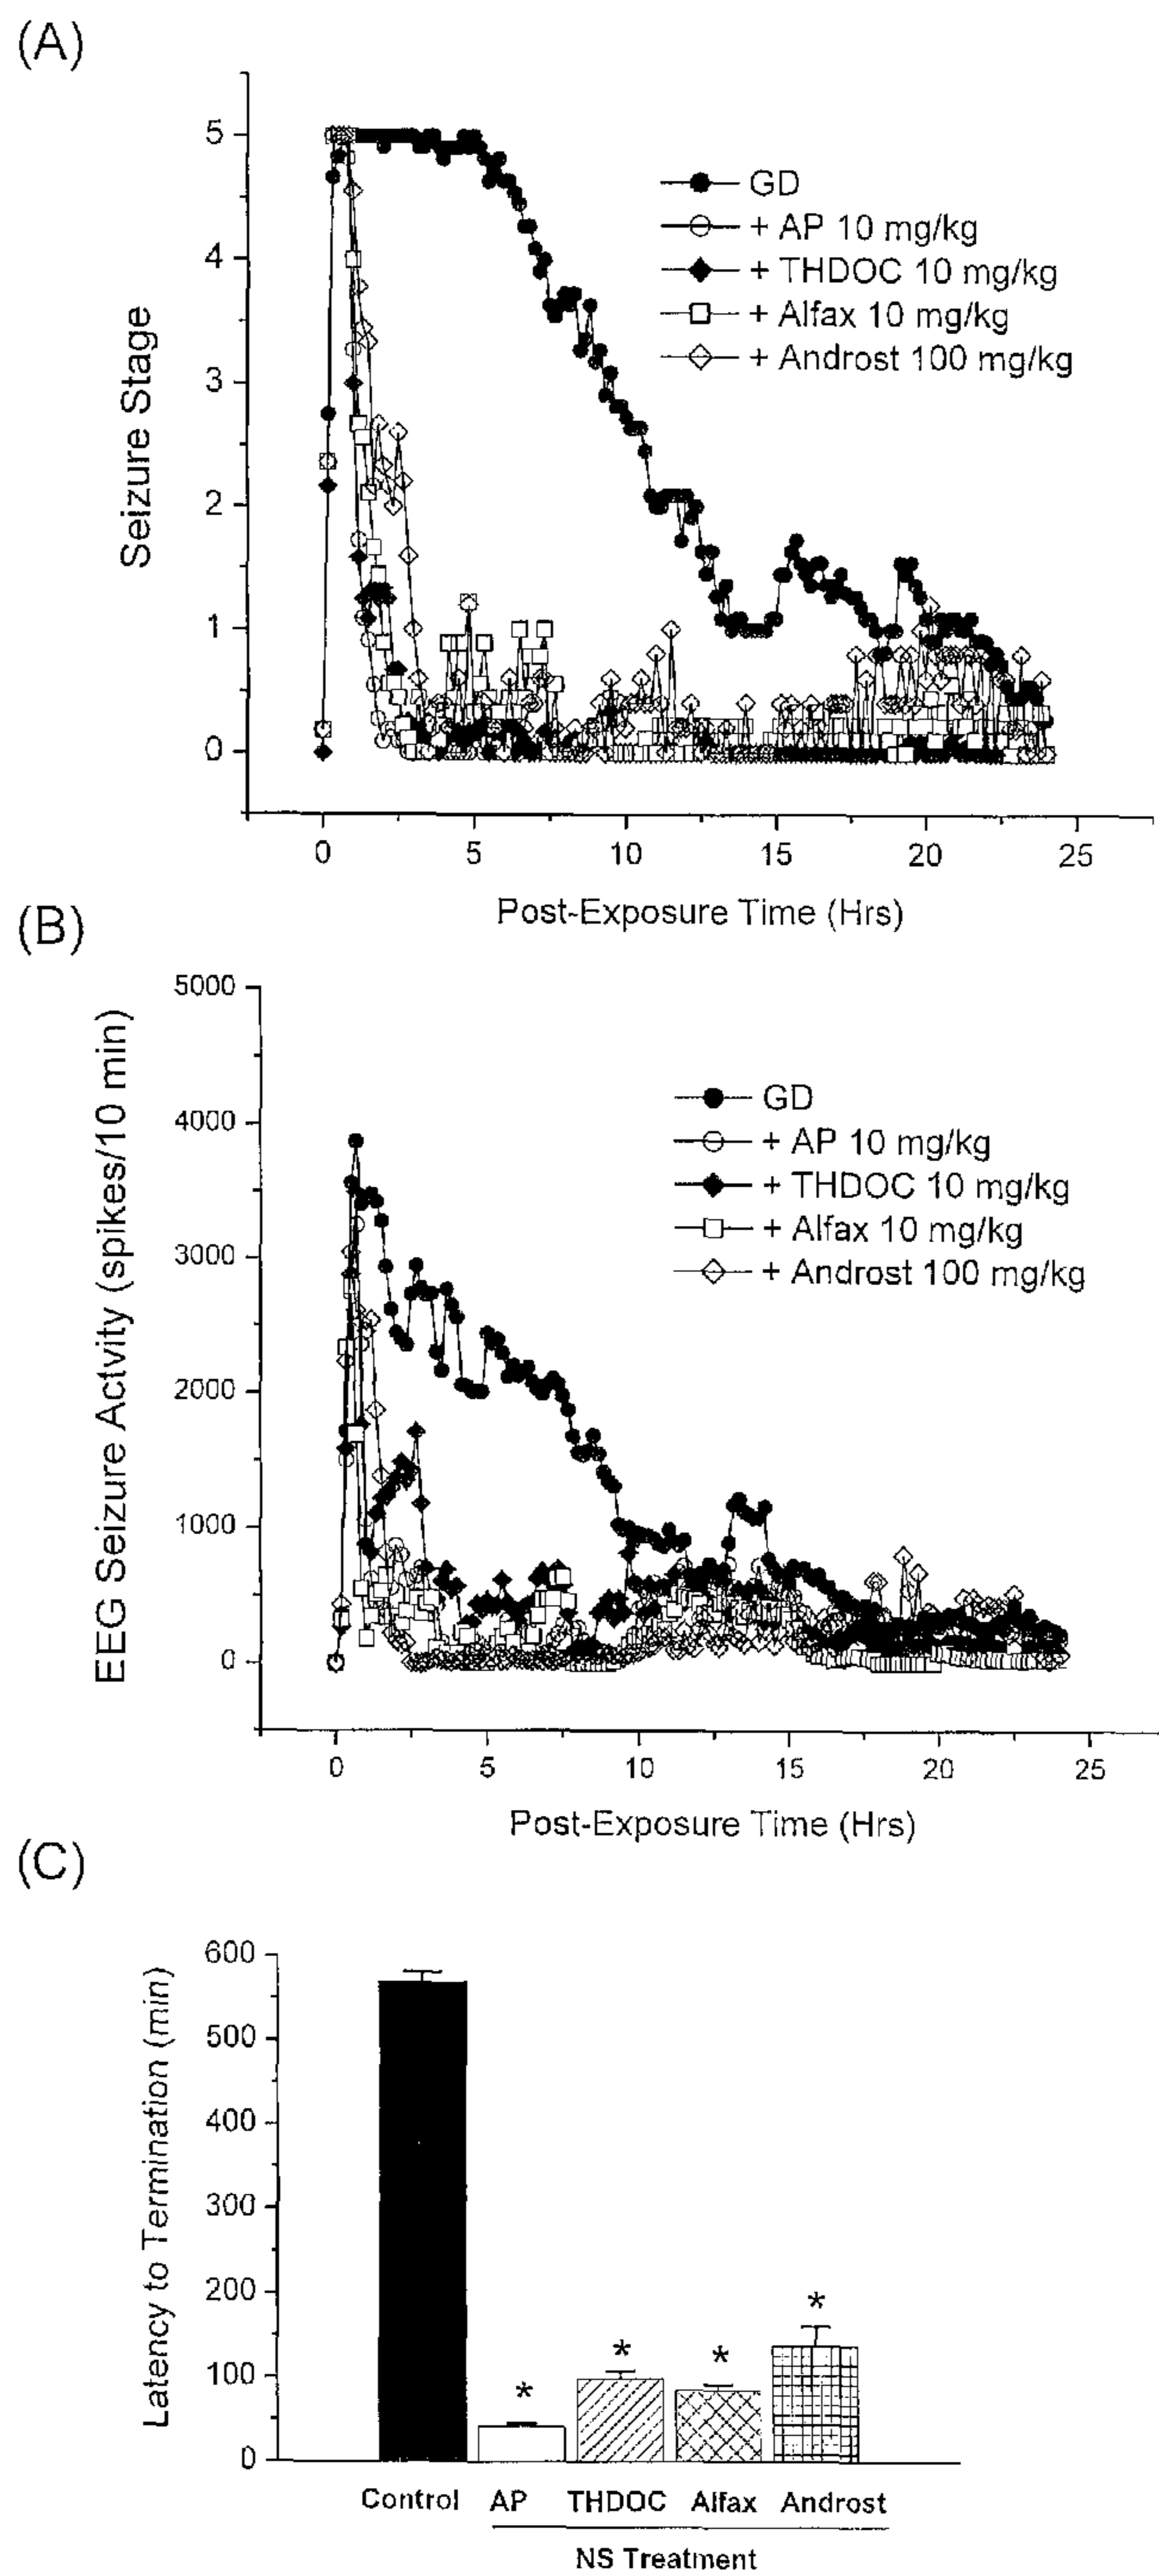 (A)
5
4
3
2
1
0
Seizure Stage
GD
+ AP 10 mg/kg
+ THDOC 10 mg/kg
+ Alfax 10 mg/kg
+ Androst 100 mg/kg
0 5 10 15 20 25
Post-Exposure Time (Hrs)
(B)
5000
4000
3000
2000
1000
0
EEG Seizure Actvity (spikes/10 min)
GD
+ AP 10 mg/kg
+ THDOC 10 mg/kg
+ Alfax 10 mg/kg
+ Androst 100 mg/kg
0 5 10 15 20 25
Post-Exposure Time (Hrs)
(C)
600
500
400
300
200
100
0
Latency to Termination (min)
* * * *
Control AP THDOC Alfax Androst
NS Treatment